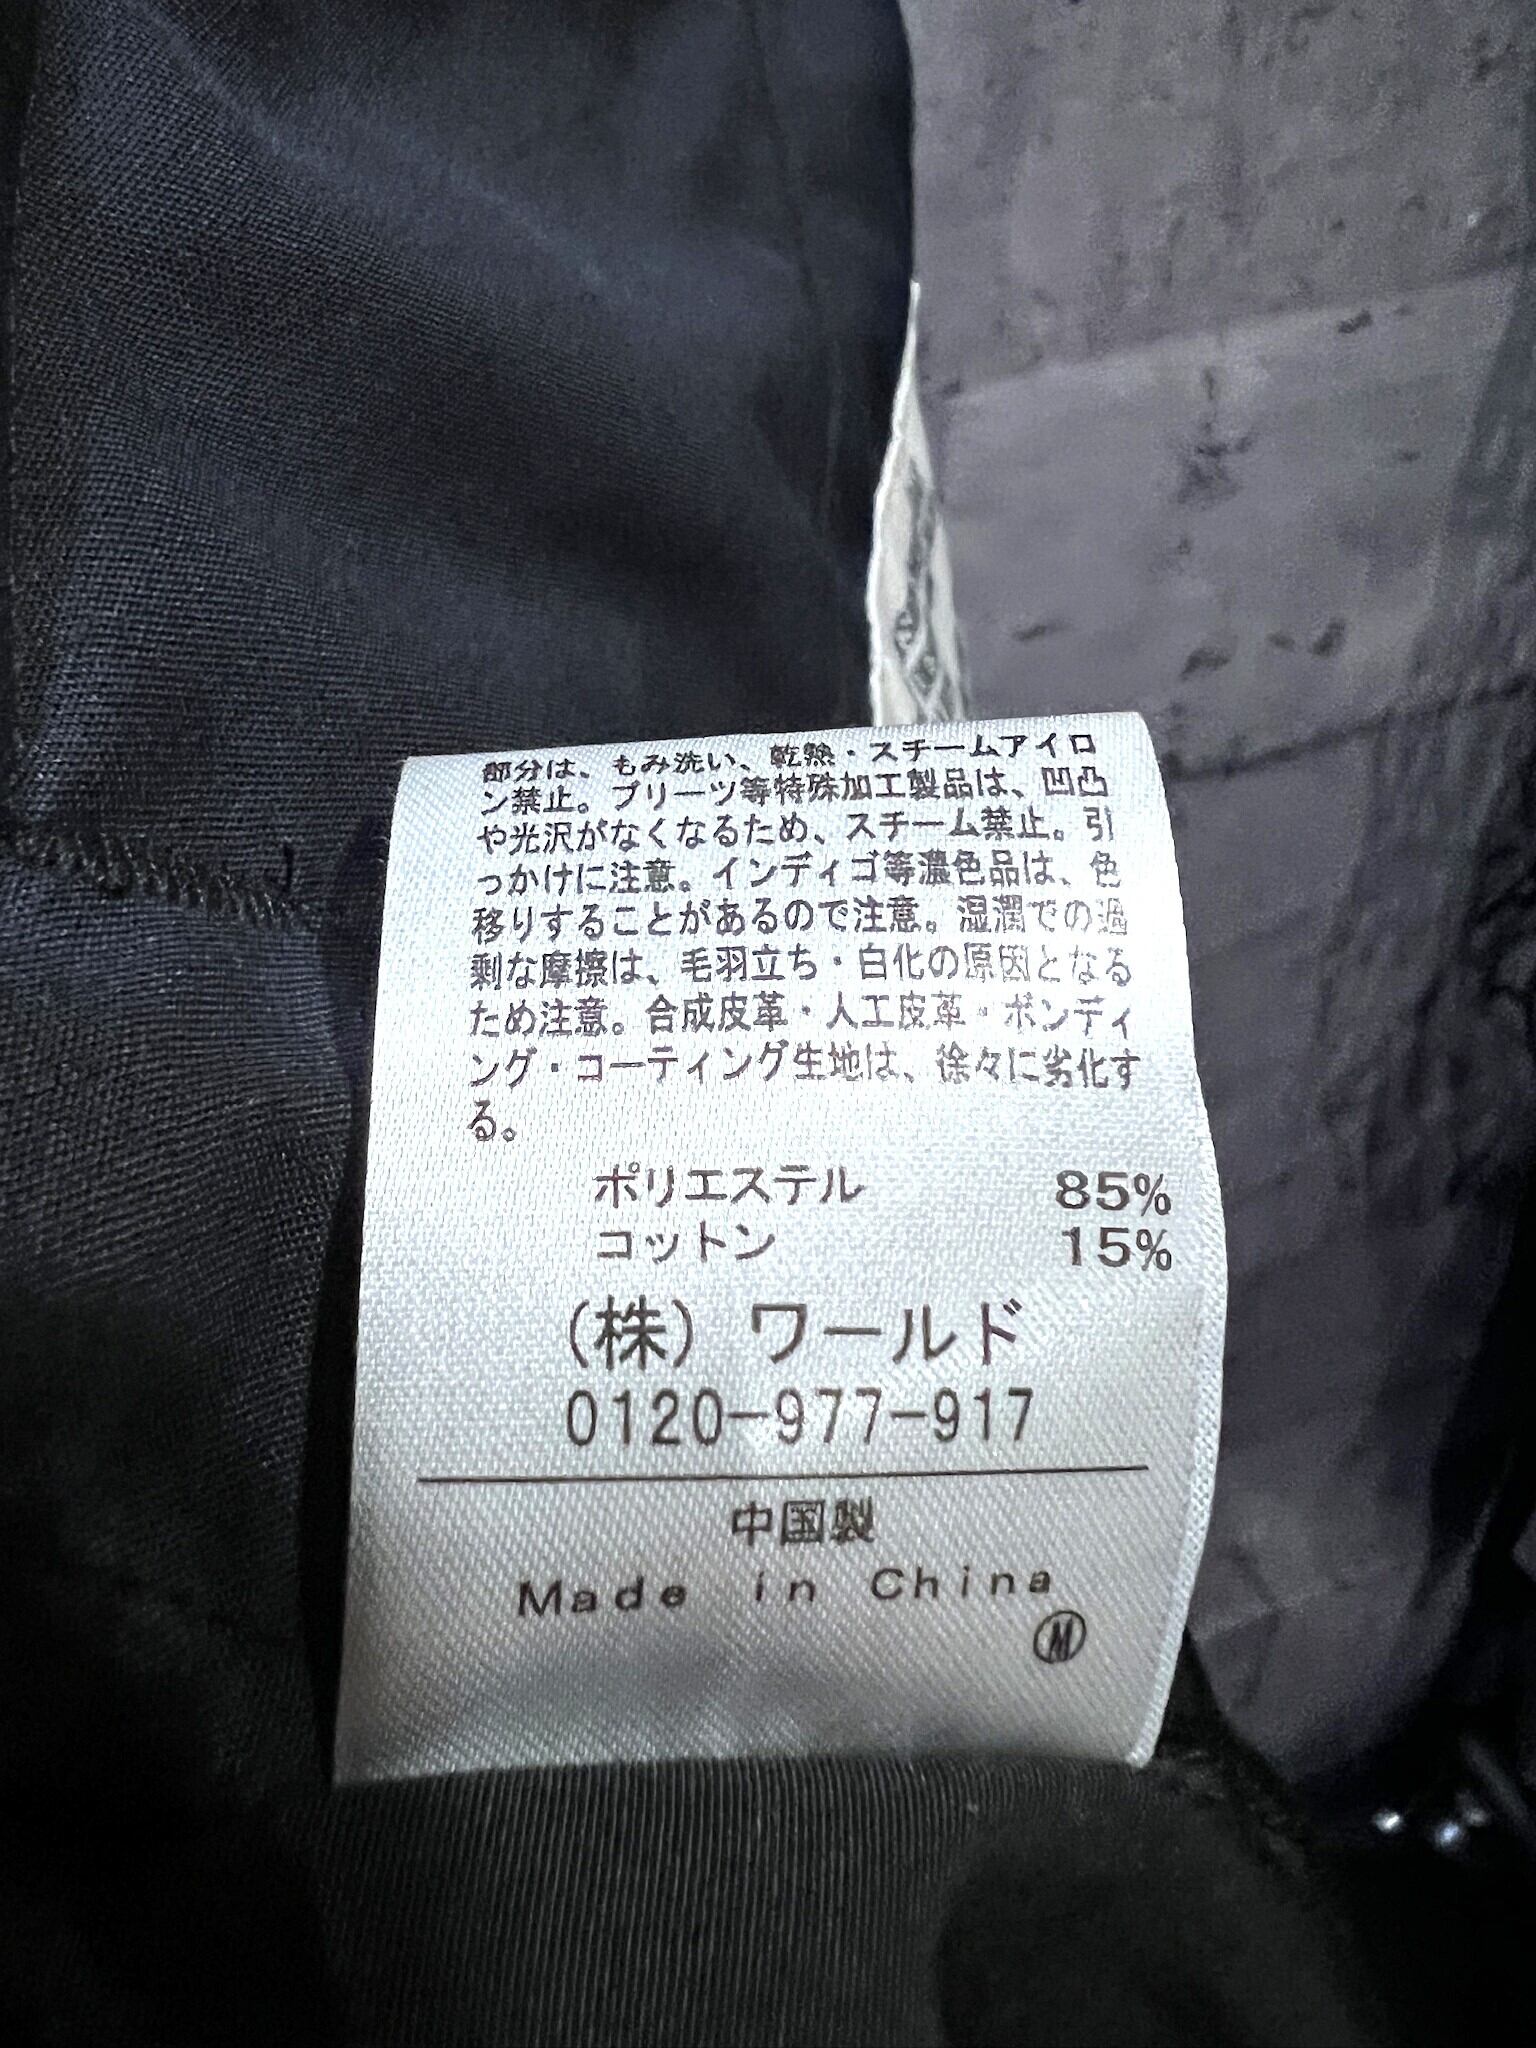 部分は、もみ洗い、乾熱・スチームアイロ
ン禁止。プリーツ等特殊加工製品は、凹凸
や光沢がなくなるため、スチーム禁止。引
っかけに注意。インディゴ等濃色品は、色
移りすることがあるので注意。湿潤での過
剰な摩擦は、毛羽立ち・白化の原因となる
ため注意。合成皮革・人工皮革・ボンディ
ング・コーティング生地は、徐々に劣化す
る。
ポリエステル 85%
コットン 15%
(株) ワールド
0120-977-917
中国製
Made in China
Ⓜ